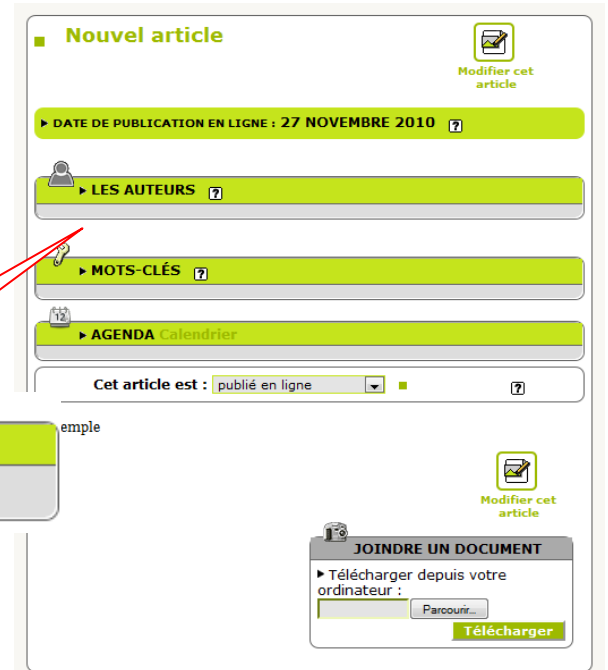 Nouvel article
Modifier cet
article
DATE DE PUBLICATION EN LIGNE : 27 NOVEMBRE 2010 ?
LES AUTEURS ?
MOTS-CLÉS ?
12
AGENDA Calendrier
Cet article est : publié en ligne ?
emple
Modifier cet
article
JOINDRE UN DOCUMENT
Télécharger depuis votre
ordinateur :
Parcourir...
Télécharger